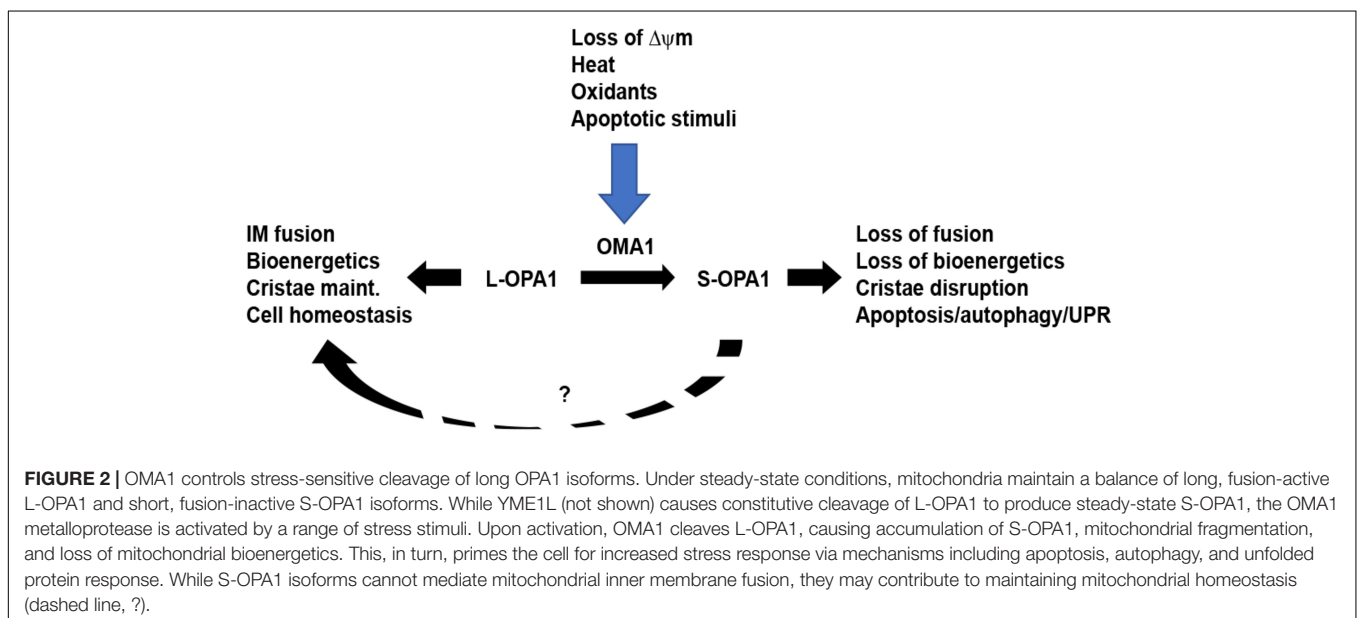 Loss of Δψm
Heat
Oxidants
Apoptotic stimuli
IM fusion
Bioenergetics
Cristae maint.
Cell homeostasis
L-OPA1
OMA1
S-OPA1
Loss of fusion
Loss of bioenergetics
Cristae disruption
Apoptosis/autophagy/UPR
?
FIGURE 2 | OMA1 controls stress-sensitive cleavage of long OPA1 isoforms. Under steady-state conditions, mitochondria maintain a balance of long, fusion-active
L-OPA1 and short, fusion-inactive S-OPA1 isoforms. While YME1L (not shown) causes constitutive cleavage of L-OPA1 to produce steady-state S-OPA1, the OMA1
metalloprotease is activated by a range of stress stimuli. Upon activation, OMA1 cleaves L-OPA1, causing accumulation of S-OPA1, mitochondrial fragmentation,
and loss of mitochondrial bioenergetics. This, in turn, primes the cell for increased stress response via mechanisms including apoptosis, autophagy, and unfolded
protein response. While S-OPA1 isoforms cannot mediate mitochondrial inner membrane fusion, they may contribute to maintaining mitochondrial homeostasis
(dashed line, ?).